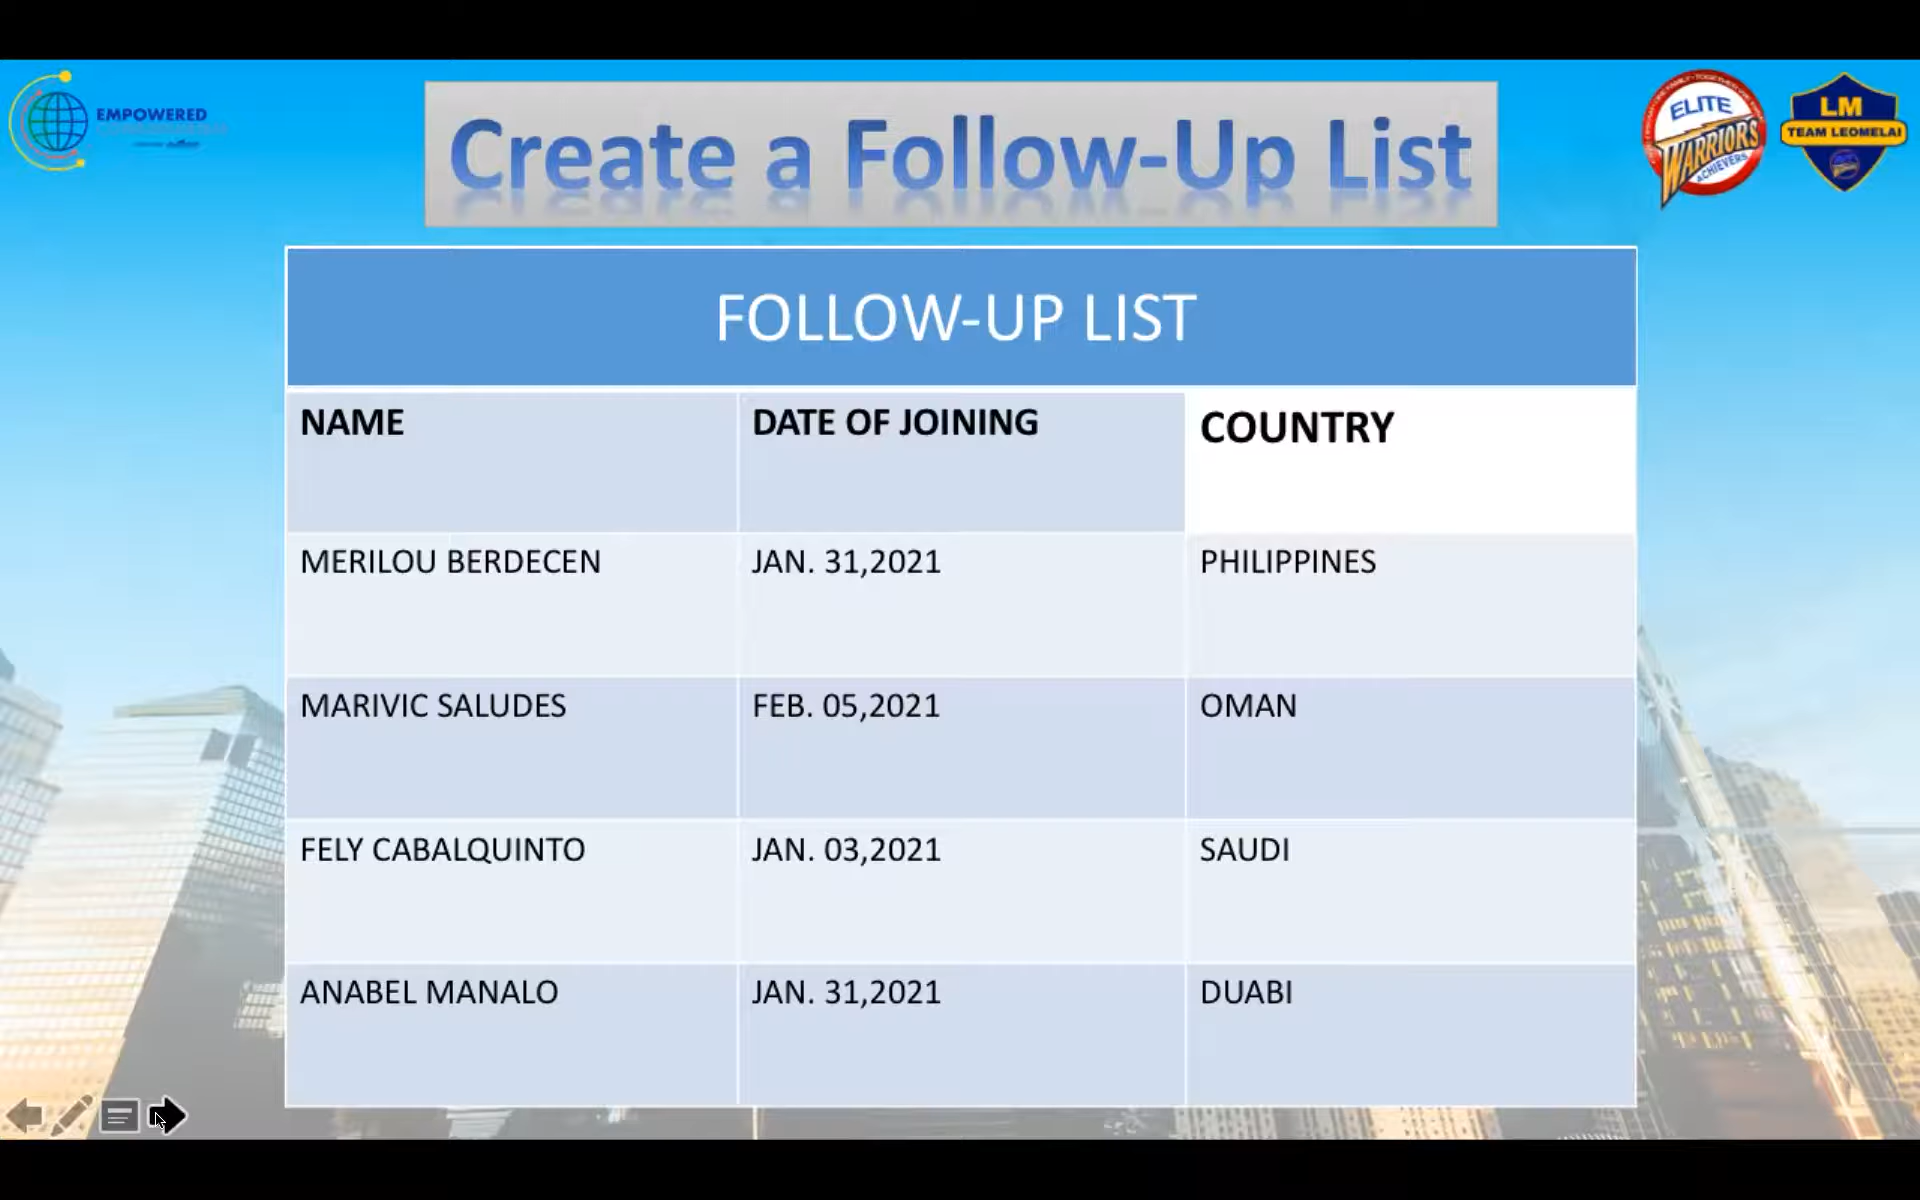 EMPOWERED
Create a Follow-Up List
ELITE
WARRIORS
ACHIEVERS
LM
TEAM LEOMELAI
FOLLOW-UP LIST
NAME DATE OF JOINING COUNTRY
MERILOU BERDECEN JAN. 31,2021 PHILIPPINES
MARIVIC SALUDES FEB. 05,2021 OMAN
FELY CABALQUINTO JAN. 03,2021 SAUDI
ANABEL MANALO JAN. 31,2021 DUABI